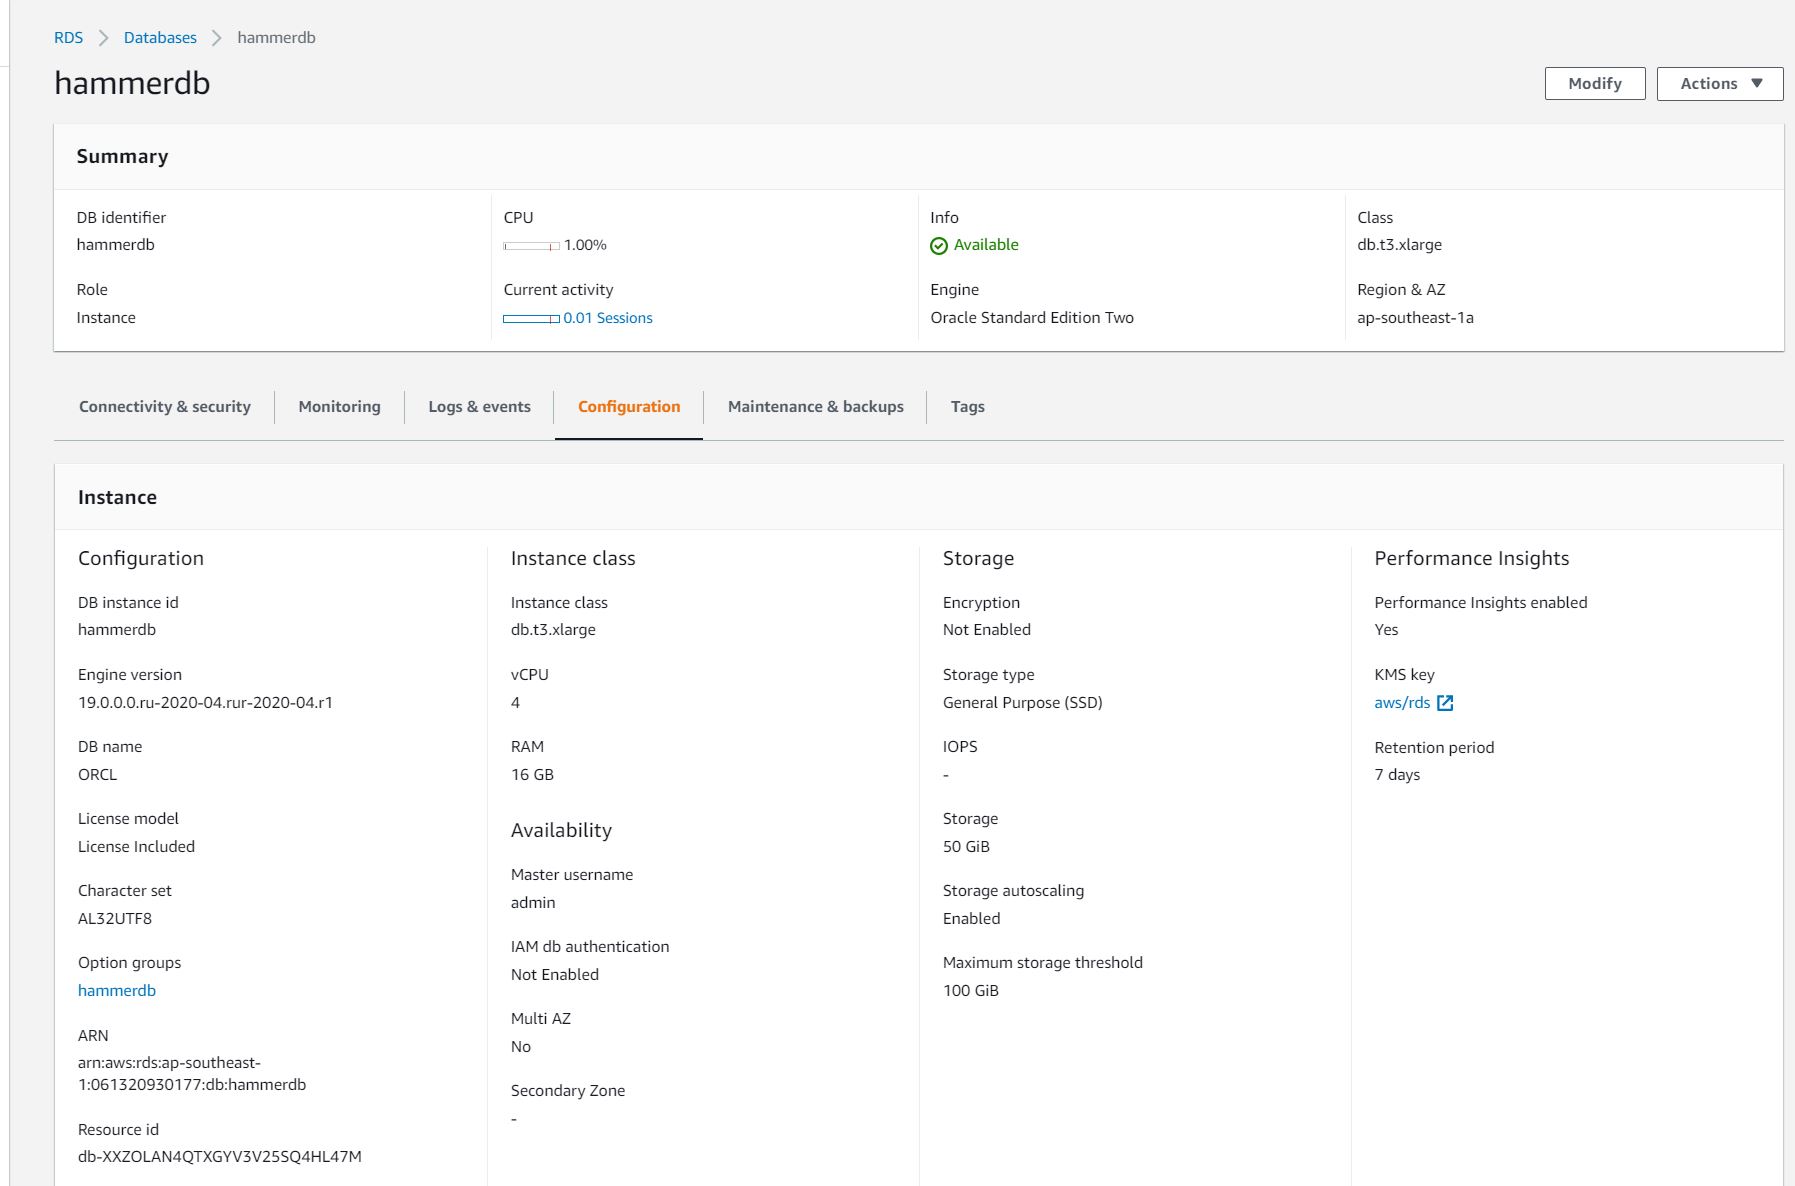 RDS > Databases > hammerdb
hammerdb
Modify
Actions
Summary
DB identifier
hammerdb
Role
Instance
CPU
1.00%
Current activity
0.01 Sessions
Info
Available
Engine
Oracle Standard Edition Two
Class
db.t3.xlarge
Region & AZ
ap-southeast-1a
Connectivity & security
Monitoring
Logs & events
Configuration
Maintenance & backups
Tags
Instance
Configuration
DB instance id
hammerdb
Engine version
19.0.0.0.ru-2020-04.rur-2020-04.r1
DB name
ORCL
License model
License Included
Character set
AL32UTF8
Option groups
hammerdb
ARN
arn:aws:rds:ap-southeast-
1:061320930177:db:hammerdb
Resource id
db-XXZOLAN4QTXGYV3V25SQ4HL47M
Instance class
Instance class
db.t3.xlarge
vCPU
4
RAM
16 GB
Availability
Master username
admin
IAM db authentication
Not Enabled
Multi AZ
No
Secondary Zone
-
Storage
Encryption
Not Enabled
Storage type
General Purpose (SSD)
IOPS
-
Storage
50 GiB
Storage autoscaling
Enabled
Maximum storage threshold
100 GiB
Performance Insights
Performance Insights enabled
Yes
KMS key
aws/rds
Retention period
7 days